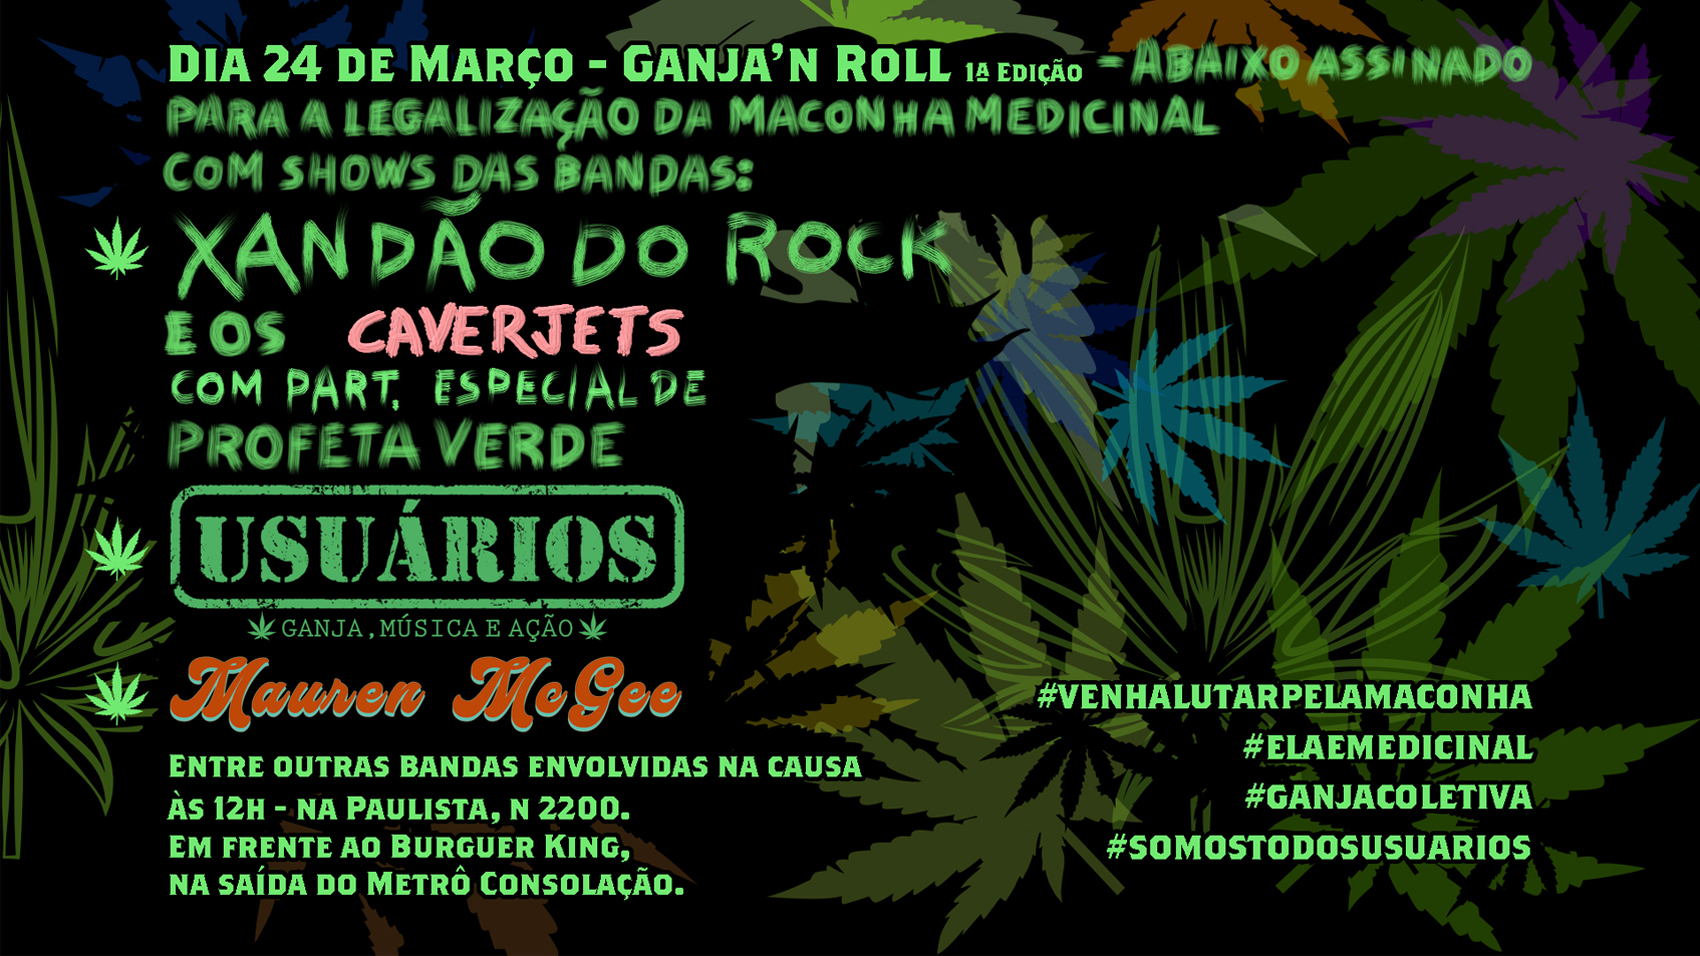 DIA 24 DE MARÇO - GANJA'N ROLL 1ª EDIÇÃO - ABAIXO ASSINADO
PARA A LEGALIZAÇÃO DA MACONHA MEDICINAL
COM SHOWS DAS BANDAS:
XANDÃO DO ROCK
E OS CAVERJETS
COM PART. ESPECIAL DE
PROFETA VERDE
USUÁRIOS
GANJA, MÚSICA E AÇÃO
Mauren McGee
ENTRE OUTRAS BANDAS ENVOLVIDAS NA CAUSA
ÀS 12H - NA PAULISTA, N 2200.
EM FRENTE AO BURGUER KING,
NA SAÍDA DO METRÔ CONSOLAÇÃO.
#VENHALUTARPELAMACONHA
#ELAEMEDICINAL
#GANJACOLETIVA
#SOMOSTODOSUSUARIOS